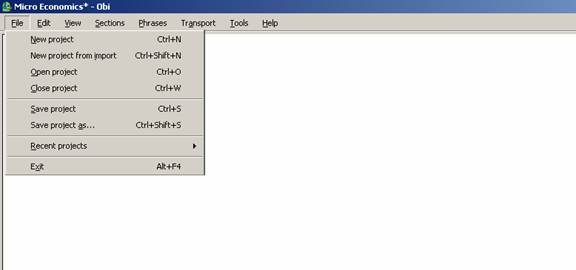 Micro Economics* - Obi
File Edit View Sections Phrases Transport Tools Help
New project Ctrl+N
New project from import Ctrl+Shift+N
Open project Ctrl+O
Close project Ctrl+W
Save project Ctrl+S
Save project as... Ctrl+Shift+S
Recent projects
Exit Alt+F4